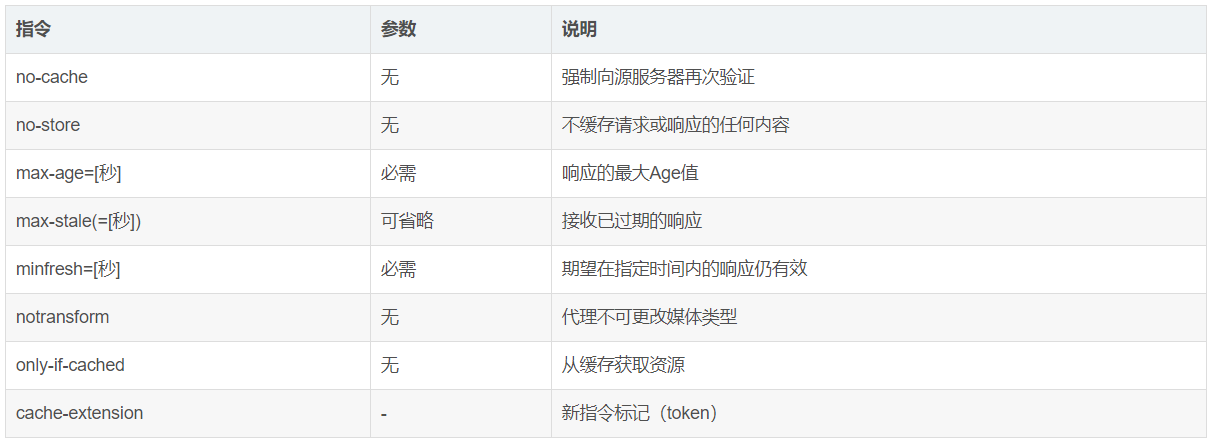 指令 参数 说明
no-cache 无 强制向源服务器再次验证
no-store 无 不缓存请求或响应的任何内容
max-age=[秒] 必需 响应的最大Age值
max-stale(=[秒]) 可省略 接收已过期的响应
minfresh=[秒] 必需 期望在指定时间内的响应仍有效
notransform 无 代理不可更改媒体类型
only-if-cached 无 从缓存获取资源
cache-extension - 新指令标记（token）